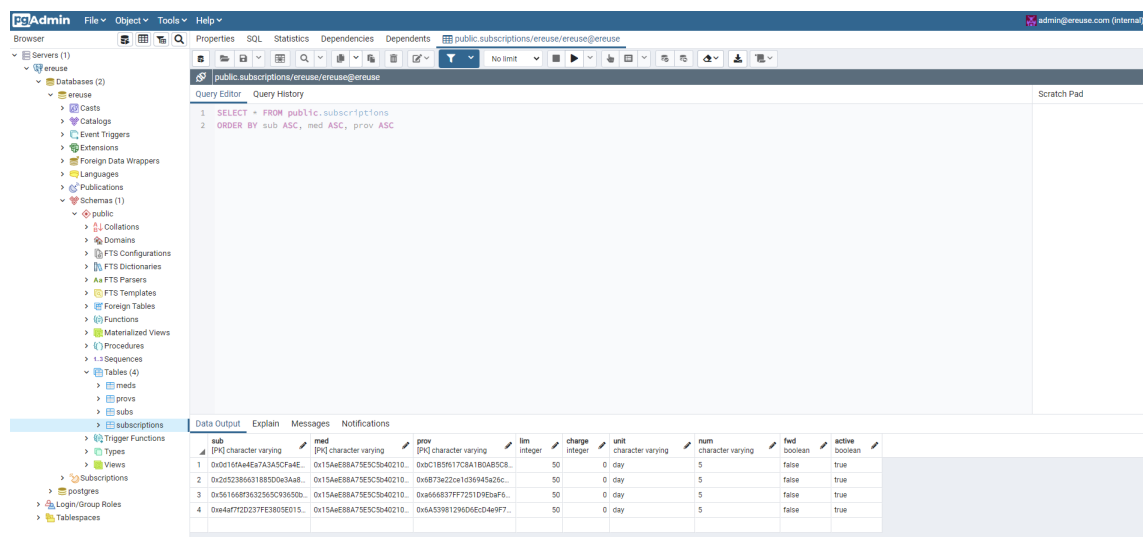 pgAdmin File Object Tools Help admin@ereuse.com (internal)
Browser Properties SQL Statistics Dependencies Dependents public.subscriptions/ereuse/ereuse@ereuse
Servers (1)
ereuse
Databases (2)
ereuse
Casts
Catalogs
Event Triggers
Extensions
Foreign Data Wrappers
Languages
Publications
Schemas (1)
public
Collations
Domains
FTS Configurations
FTS Dictionaries
Aa FTS Parsers
FTS Templates
Foreign Tables
Functions
Materialized Views
Procedures
1..3 Sequences
Tables (4)
meds
provs
subs
subscriptions
Trigger Functions
Types
Views
Subscriptions
postgres
Login/Group Roles
Tablespaces
No limit
public.subscriptions/ereuse/ereuse@ereuse
Query Editor Query History Scratch Pad
1 SELECT * FROM public.subscriptions
2 ORDER BY sub ASC, med ASC, prov ASC
Data Output Explain Messages Notifications
sub med prov lim charge unit num fwd active
[PK] character varying [PK] character varying [PK] character varying integer integer character varying character varying boolean boolean
1 0x0d16fAe4Ea7A3A5CFa4E... 0x15AeE88A75E5C5b40210... 0xbC1B5f617C8A1B0AB5C8... 50 0 day 5 false true
2 0x2d52386631885D0e3Aa8... 0x15AeE88A75E5C5b40210... 0x6B73e22ce1d36945a26c... 50 0 day 5 false true
3 0x561668f3632565C93650b... 0x15AeE88A75E5C5b40210... 0xa666837FF7251D9EbaF6... 50 0 day 5 false true
4 0xe4af7f2D237FE3805E015... 0x15AeE88A75E5C5b40210... 0x6A53981296D6EcD4e9F7... 50 0 day 5 false true